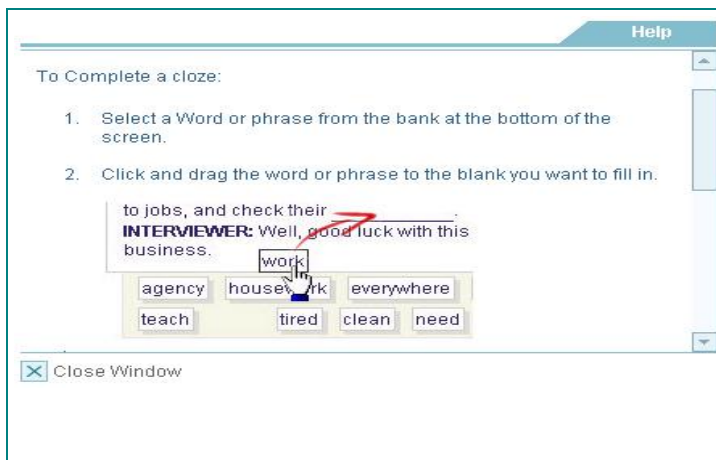 Help
To Complete a cloze:
1. Select a Word or phrase from the bank at the bottom of the
screen.
2. Click and drag the word or phrase to the blank you want to fill in.
to jobs, and check their ____________.
INTERVIEWER: Well, good luck with this
business.
work
agency housework everywhere
teach tired clean need
Close Window